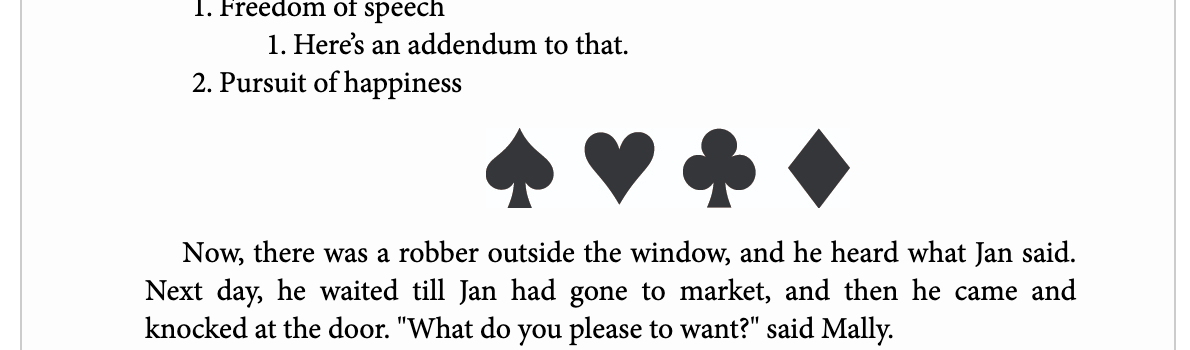 1. Freedom of speech
1. Here’s an addendum to that.
2. Pursuit of happiness
Now, there was a robber outside the window, and he heard what Jan said.
Next day, he waited till Jan had gone to market, and then he came and
knocked at the door. "What do you please to want?" said Mally.